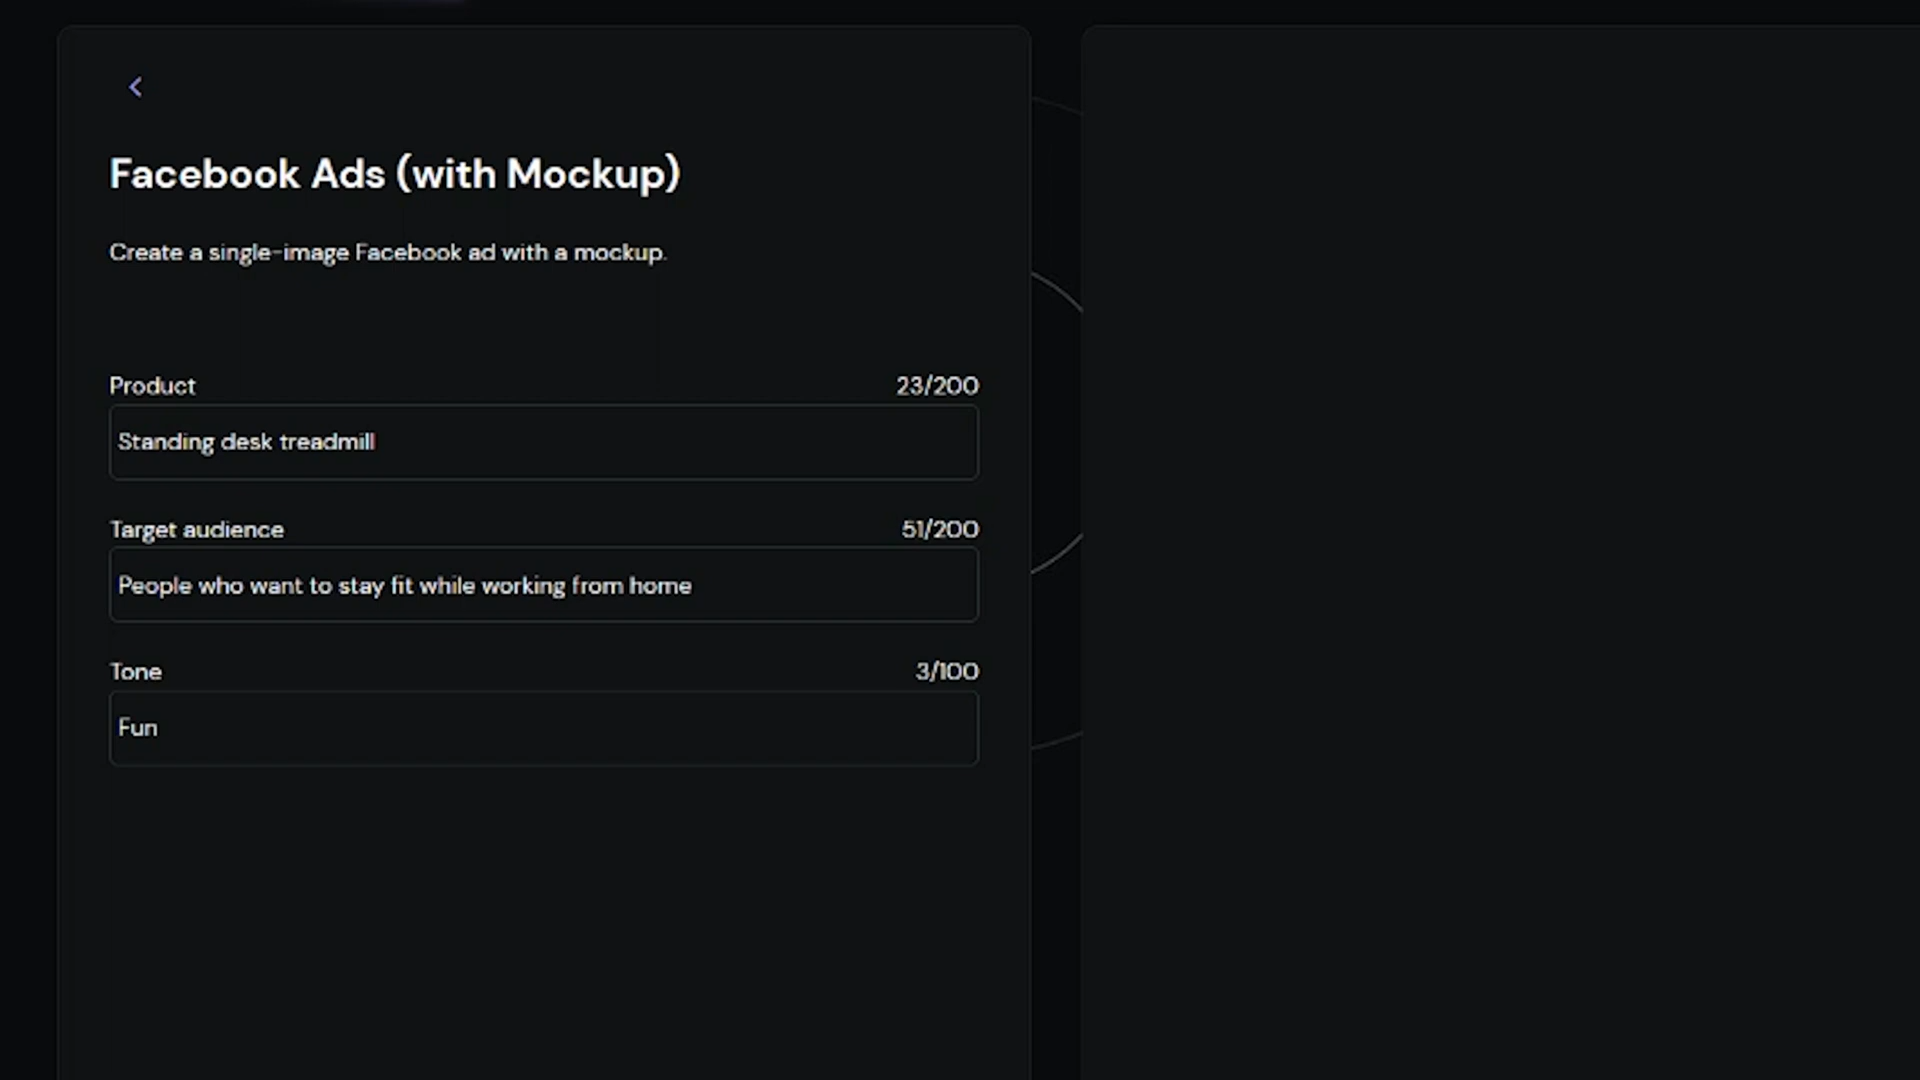 Facebook Ads (with Mockup)
Create a single-image Facebook ad with a mockup.
Product 23/200
Standing desk treadmill
Target audience 51/200
People who want to stay fit while working from home
Tone 3/100
Fun